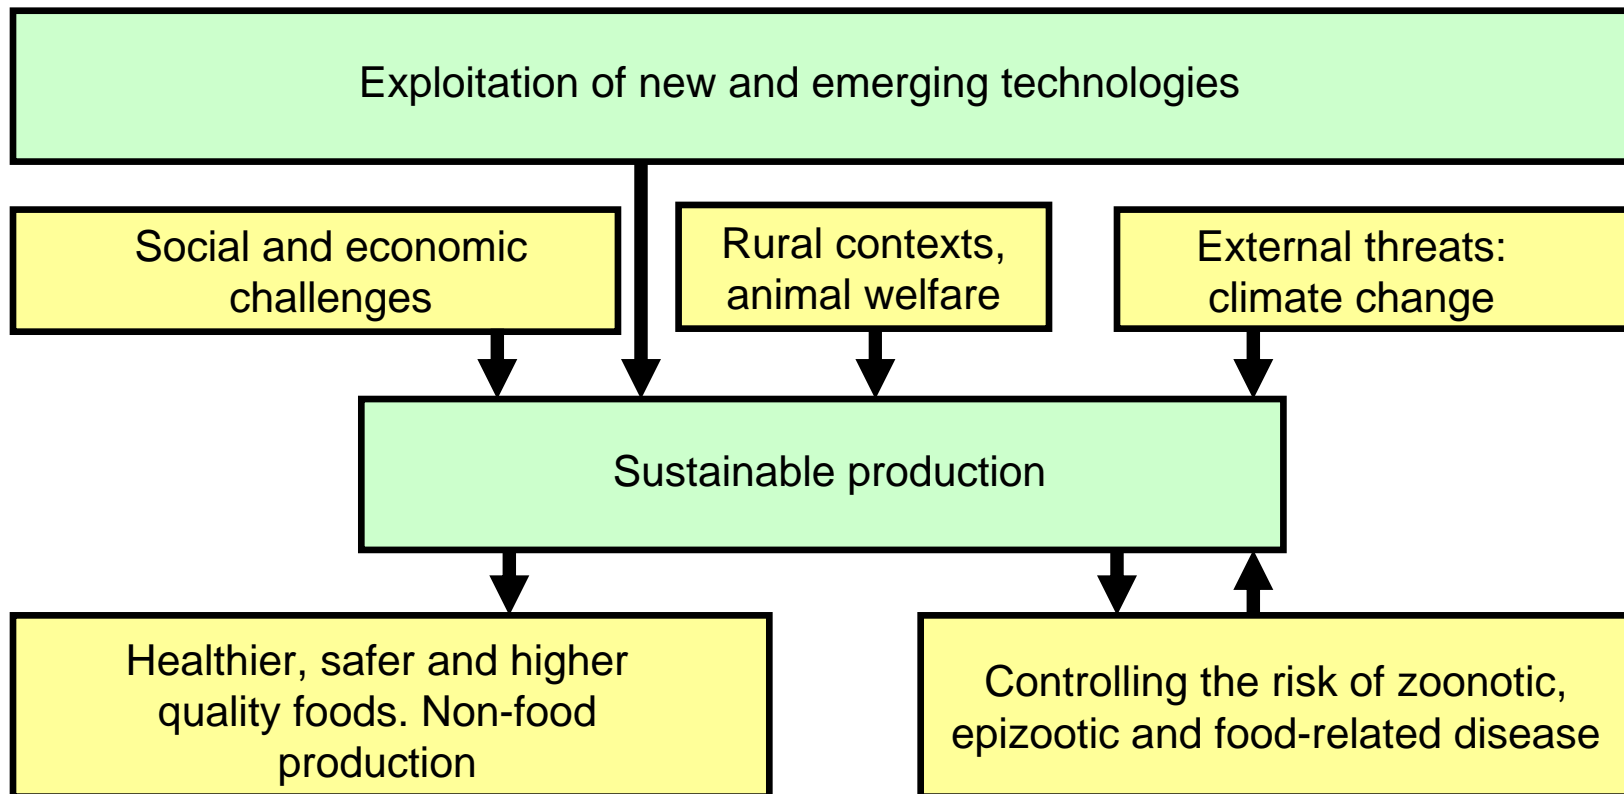 Exploitation of new and emerging technologies
Social and economic
challenges
Rural contexts,
animal welfare
External threats:
climate change
Sustainable production
Healthier, safer and higher
quality foods. Non-food
production
Controlling the risk of zoonotic,
epizootic and food-related disease